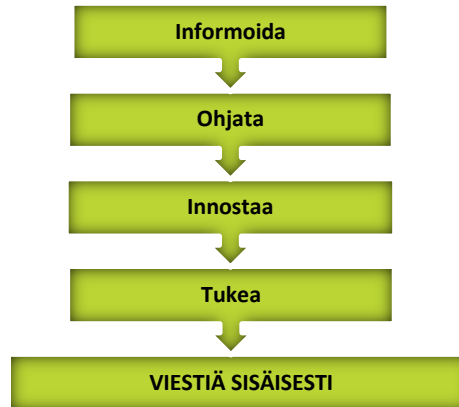 Informoida
Ohjata
Innostaa
Tukea
VIESTIÄ SISÄISESTI